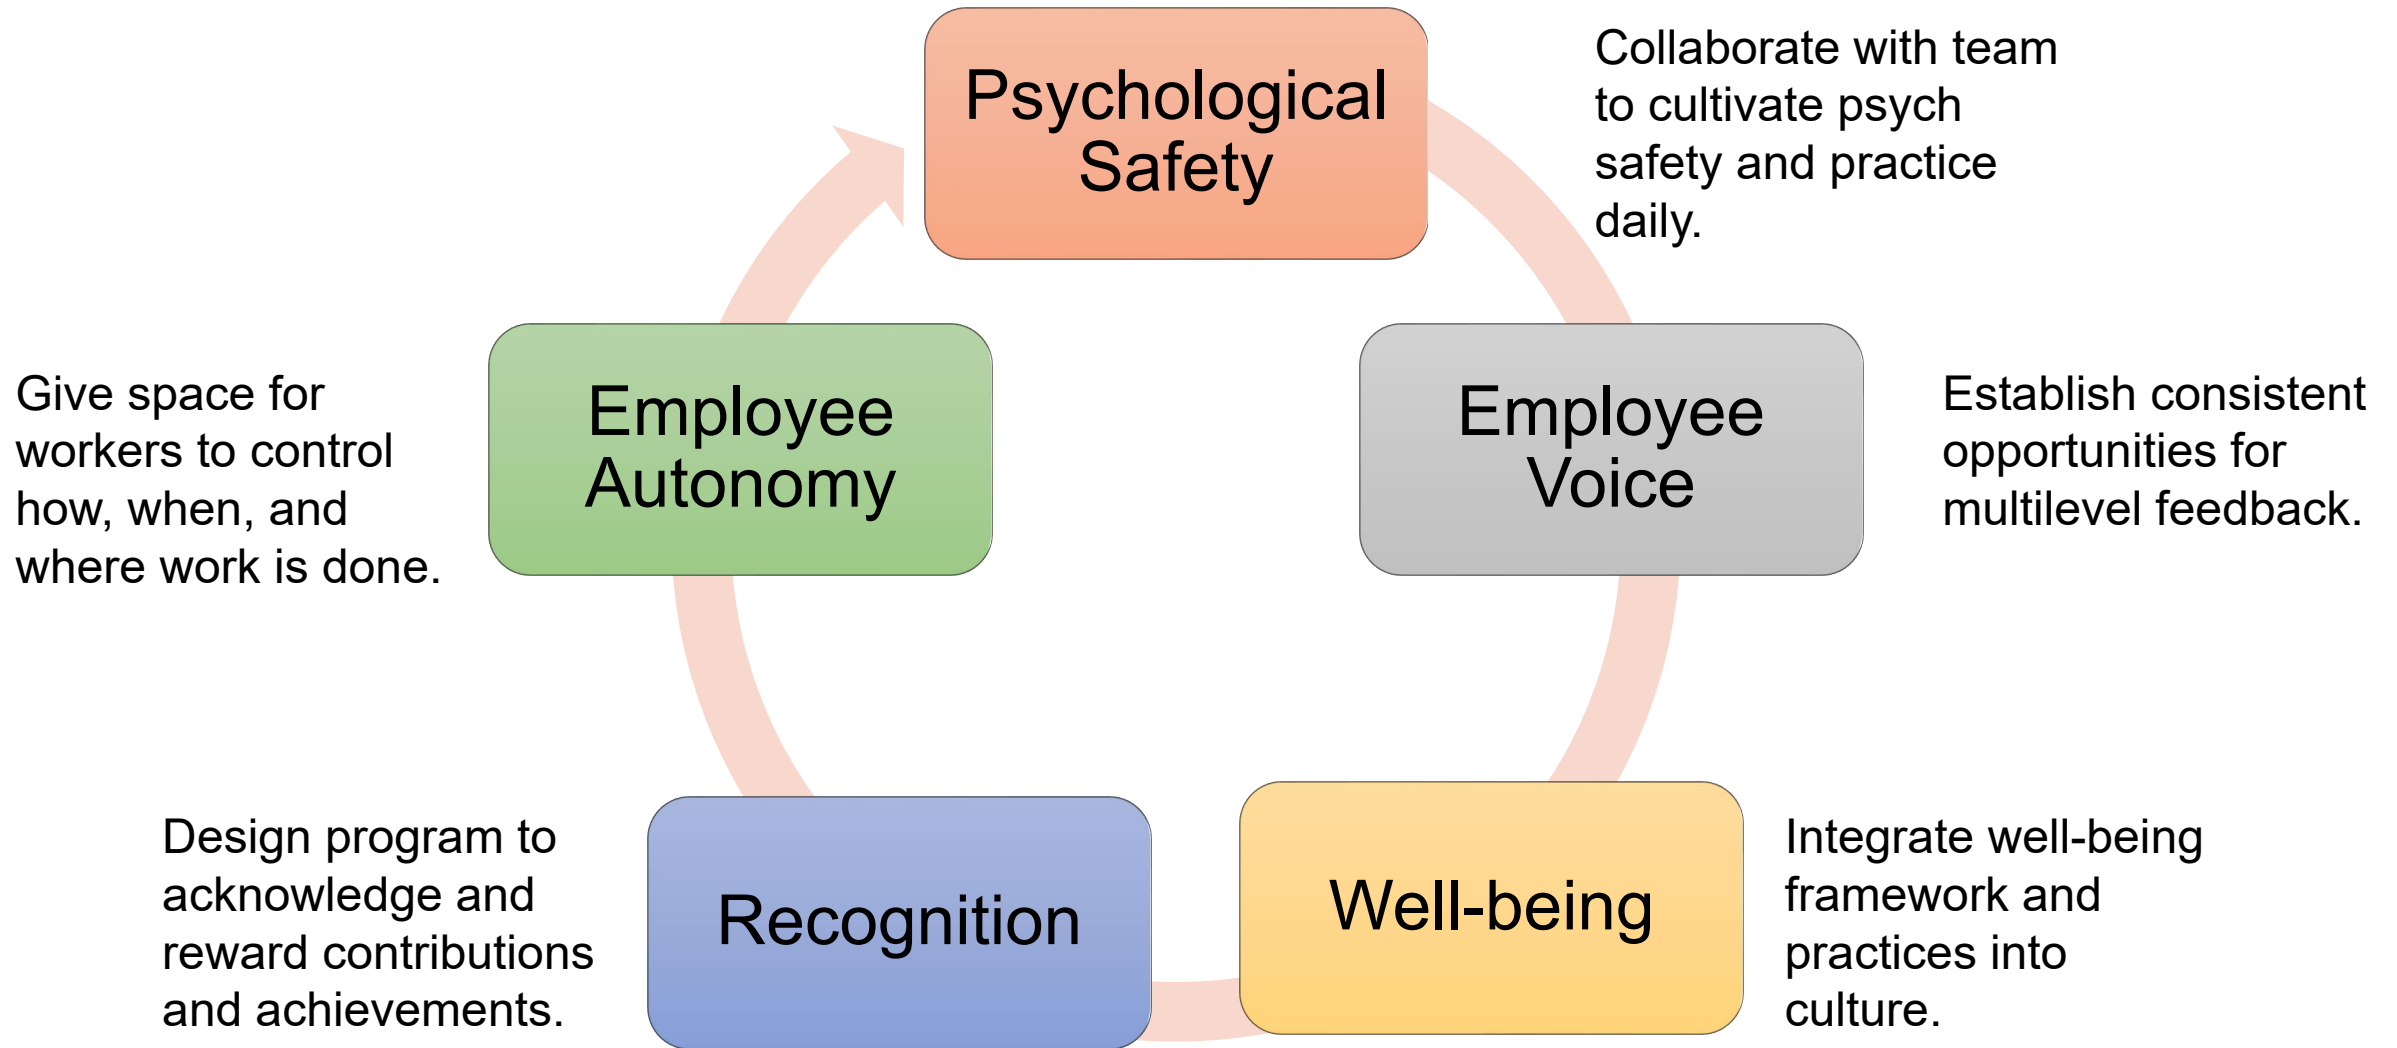 Psychological
Safety
Collaborate with team
to cultivate psych
safety and practice
daily.
Employee
Voice
Establish consistent
opportunities for
multilevel feedback.
Well-being
Integrate well-being
framework and
practices into
culture.
Recognition
Design program to
acknowledge and
reward contributions
and achievements.
Employee
Autonomy
Give space for
workers to control
how, when, and
where work is done.